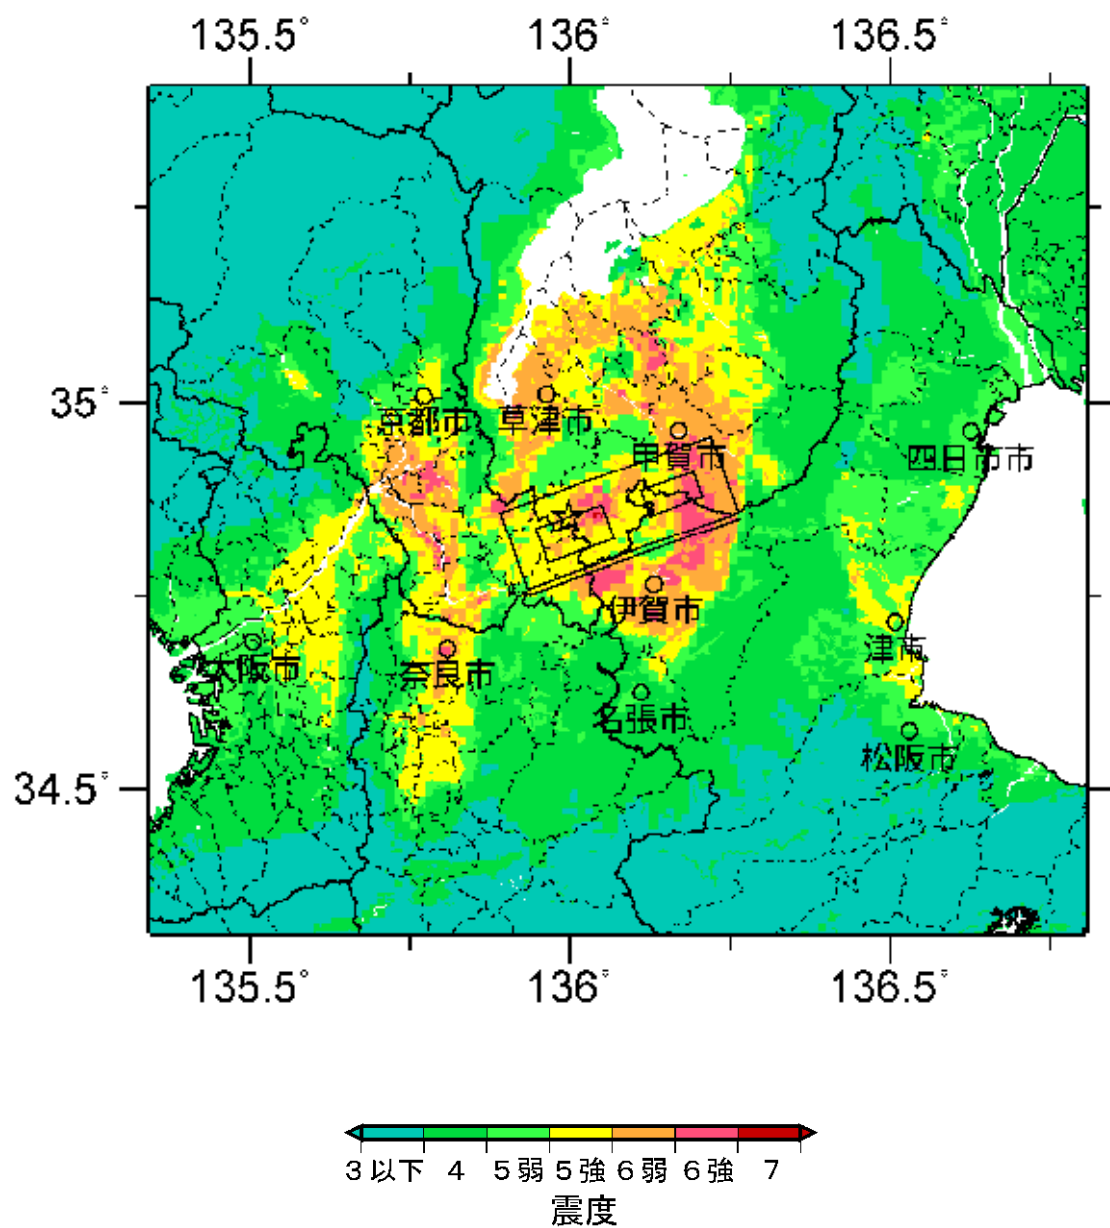 135.5° 136° 136.5°
35°
京都市 草津市
甲賀市 四日市市
伊賀市
津市
大阪市 奈良市
名張市
松阪市
34.5°
135.5° 136° 136.5°
3以下 4 5弱 5強 6弱 6強 7
震度